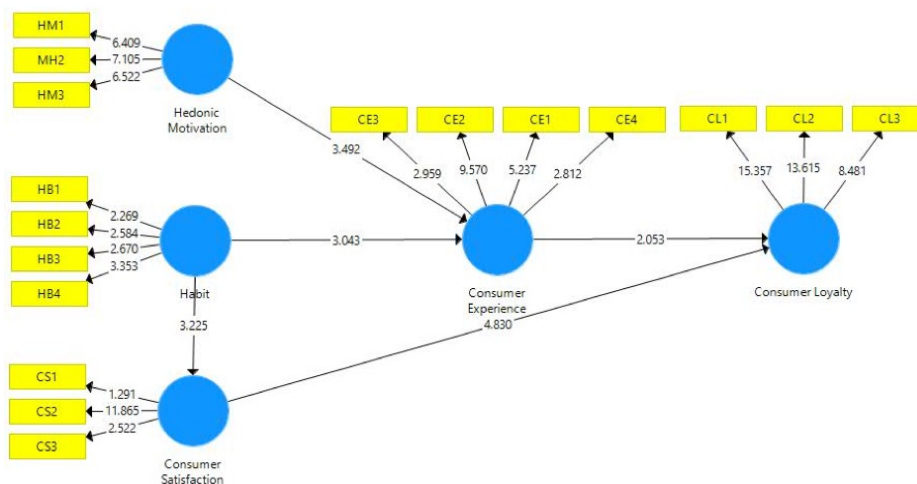 HM1
6.409
MH2
7.105
HM3
6.522
Hedonic
Motivation
3.492
CE3
CE2
CE1
CE4
2.959
9.570
5.237
2.812
CL1
CL2
CL3
15.357
13.615
8.481
HB1
2.269
HB2
2.584
HB3
2.670
HB4
3.353
Habit
3.043
Consumer
Experience
2.053
Consumer Loyalty
3.225
4.830
CS1
1.291
CS2
11.865
CS3
2.522
Consumer
Satisfaction